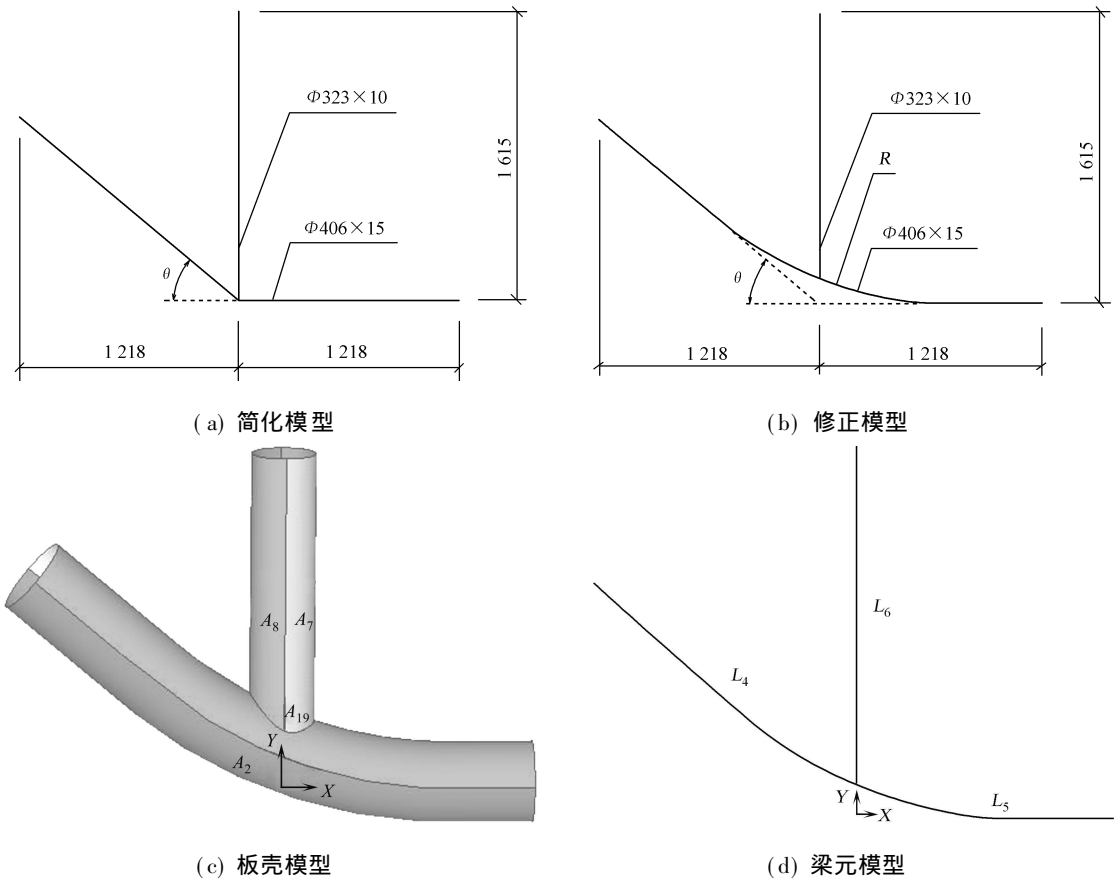 Φ323×10
1 615
Φ406×15
θ
1 218
1 218
(a) 简化模型
Φ323×10
R
1 615
Φ406×15
θ
1 218
1 218
(b) 修正模型
A8
A7
A19
Y
A2
X
(c) 板壳模型
L6
L4
Y
X
L5
(d) 梁元模型